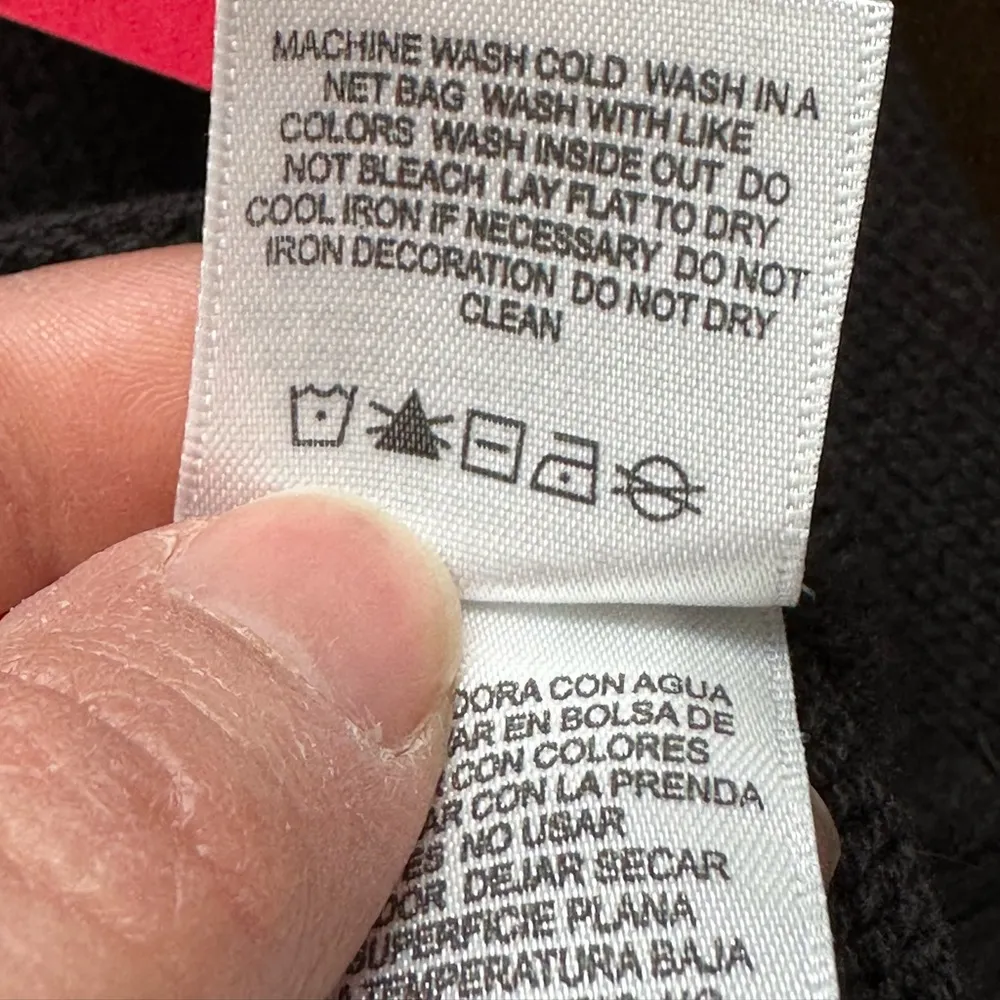 MACHINE WASH COLD WASH IN A
NET BAG WASH WITH LIKE
COLORS WASH INSIDE OUT DO
NOT BLEACH LAY FLAT TO DRY
COOL IRON IF NECESSARY DO NOT
IRON DECORATION DO NOT DRY
CLEAN
DORA CON AGUA
AR EN BOLSA DE
CON COLORES
AR CON LA PRENDA
ES NO USAR
DOR DEJAR SECAR
SUPERFICIE PLANA
TEMPERATURA BAJA